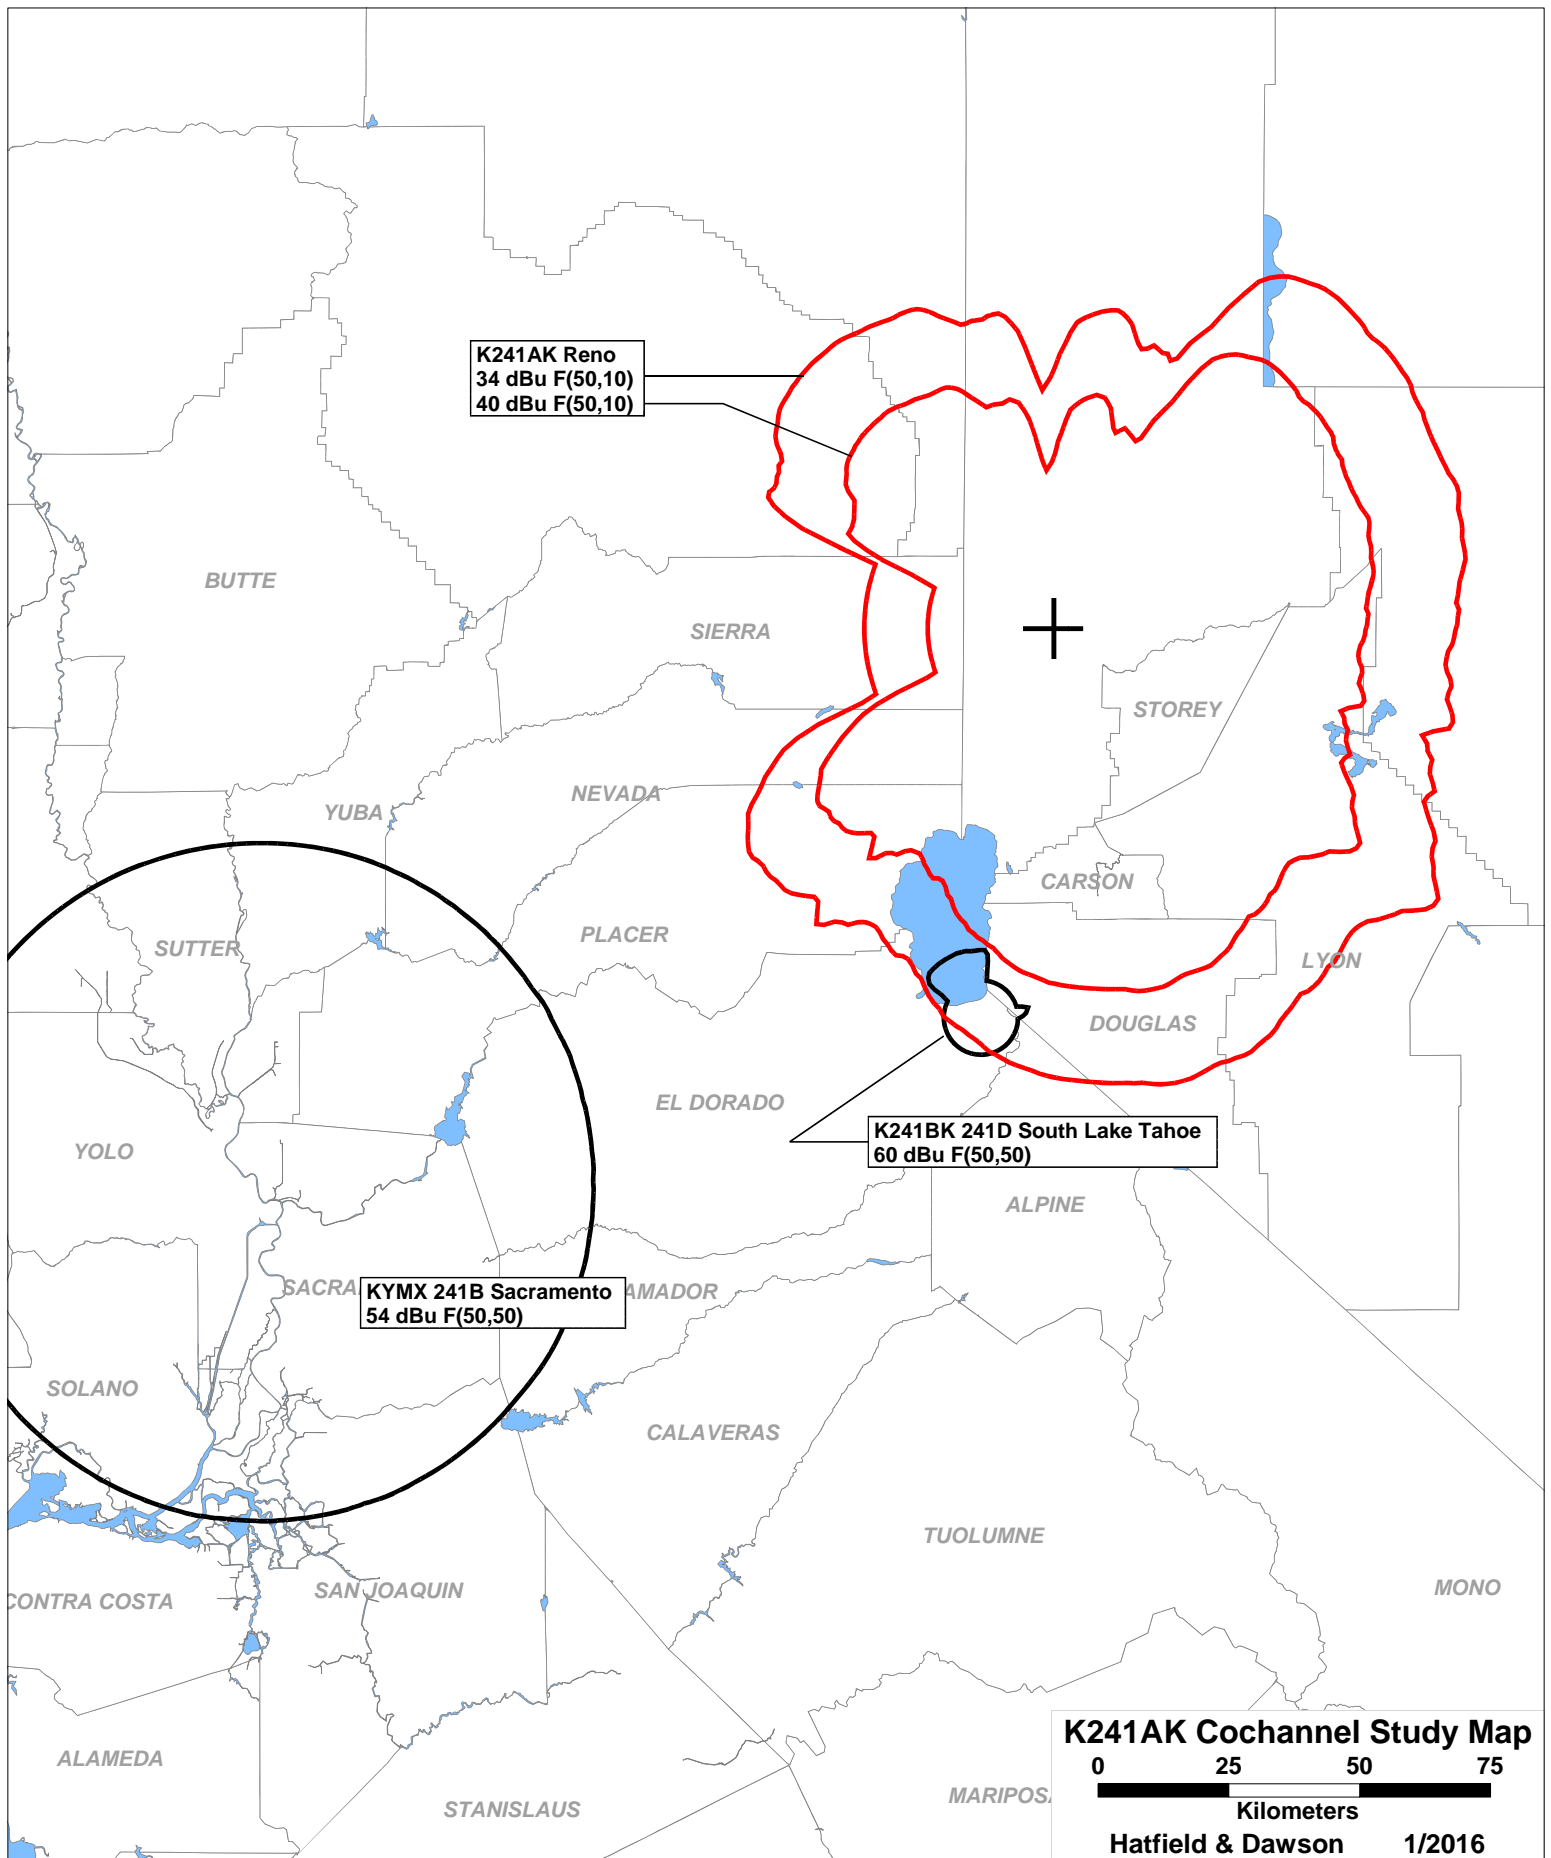 K241AK Reno
34 dBu F(50,10)
40 dBu F(50,10)
BUTTE
SIERRA
STOREY
NEVADA
YUBA
CARSON
PLACER
SUTTER
LYON
DOUGLAS
EL DORADO
K241BK 241D South Lake Tahoe
60 dBu F(50,50)
YOLO
ALPINE
SACRA
KYMX 241B Sacramento
54 dBu F(50,50)
AMADOR
SOLANO
CALAVERAS
TUOLUMNE
MONO
SAN JOAQUIN
CONTRA COSTA
ALAMEDA
STANISLAUS
MARIPOSA
K241AK Cochannel Study Map
0 25 50 75
Kilometers
Hatfield & Dawson 1/2016